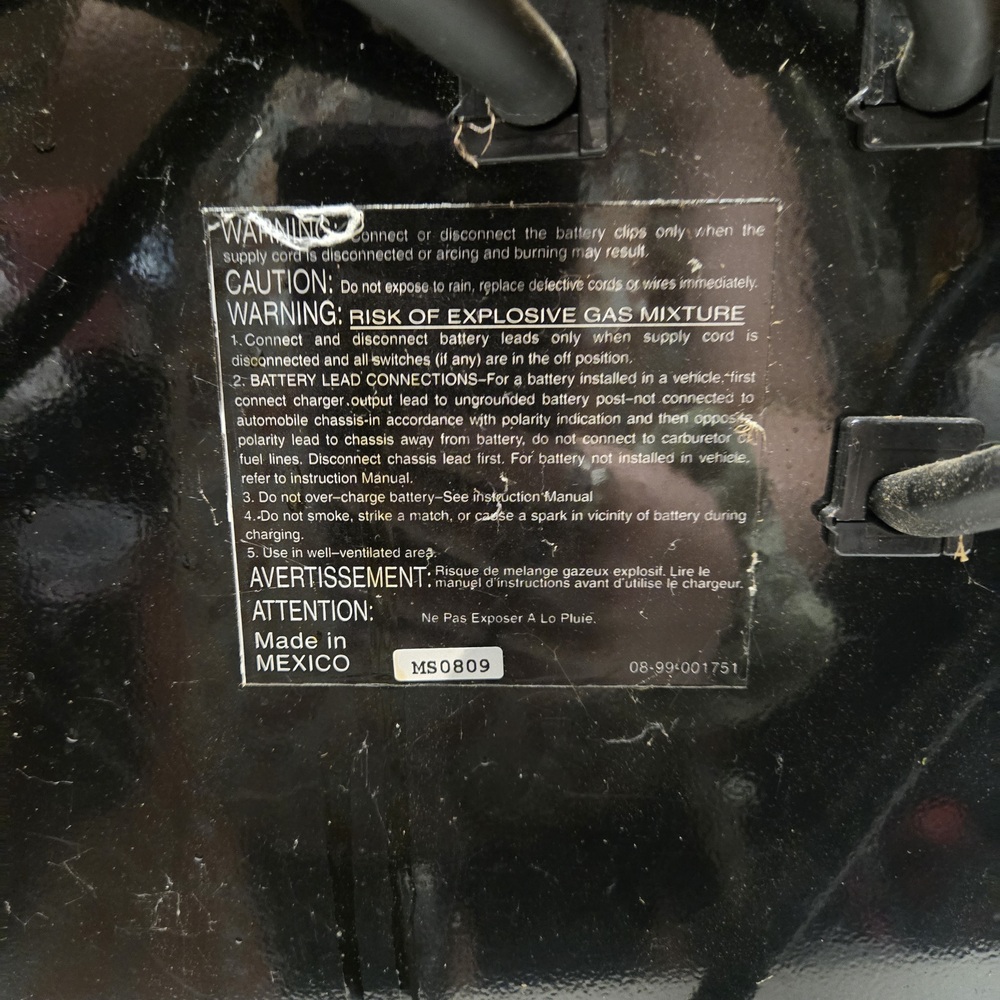 WARNING: Connect or disconnect the battery clips only when the
supply cord is disconnected or arcing and burning may result.
CAUTION: Do not expose to rain, replace defective cords or wires immediately.
WARNING: RISK OF EXPLOSIVE GAS MIXTURE
1. Connect and disconnect battery leads only when supply cord is
disconnected and all switches (if any) are in the off position.
2. BATTERY LEAD CONNECTIONS–For a battery installed in a vehicle, first
connect charger output lead to ungrounded battery post–not connected to
automobile chassis-in accordance with polarity indication and then opposite
polarity lead to chassis away from battery, do not connect to carburetor or
fuel lines. Disconnect chassis lead first. For battery not installed in vehicle,
refer to instruction Manual.
3. Do not over–charge battery–See instruction Manual
4. Do not smoke, strike a match, or cause a spark in vicinity of battery during
charging.
5. Use in well–ventilated area.
AVERTISSEMENT: Risque de melange gazeux explosif. Lire le
manuel d'instructions avant d'utilise le chargeur.
ATTENTION: Ne Pas Exposer A Lo Pluie.
Made in
MEXICO
MS0809
08-99-001751